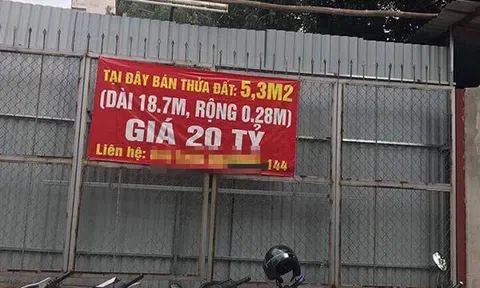 TẠI ĐÂY BÁN THỬA ĐẤT: 5,3M2
(DÀI 18.7M, RỘNG 0.28M)
GIÁ 20 TỶ
Liên hệ: 144